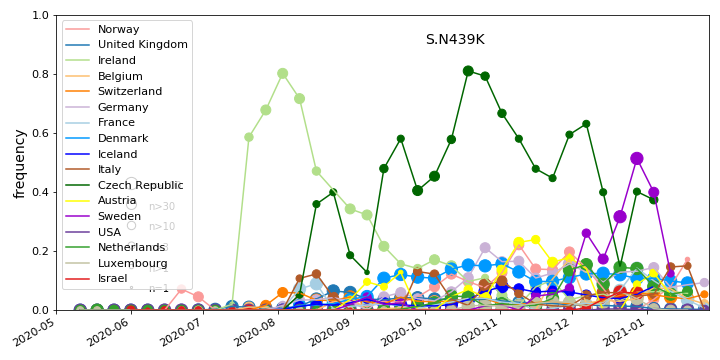 S.N439K
frequency
1.0
0.8
0.6
0.4
0.2
0.0
Norway
United Kingdom
Ireland
Belgium
Switzerland
Germany
France
Denmark
Iceland
Italy
Czech Republic
Austria
Sweden
USA
Netherlands
Luxembourg
Israel
n>30
n>10
n=1
2020-05
2020-06
2020-07
2020-08
2020-09
2020-10
2020-11
2020-12
2021-01